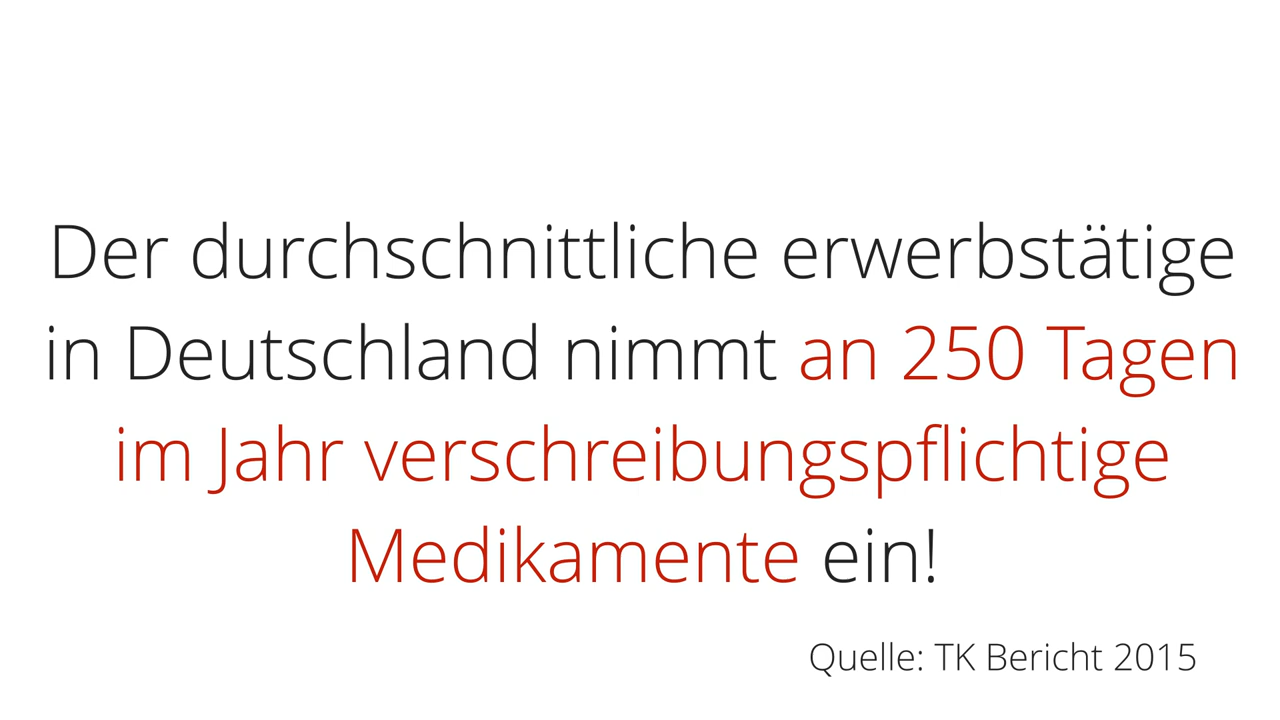 Der durchschnittliche erwerbstätige
in Deutschland nimmt an 250 Tagen
im Jahr verschreibungspflichtige
Medikamente ein!
Quelle: TK Bericht 2015